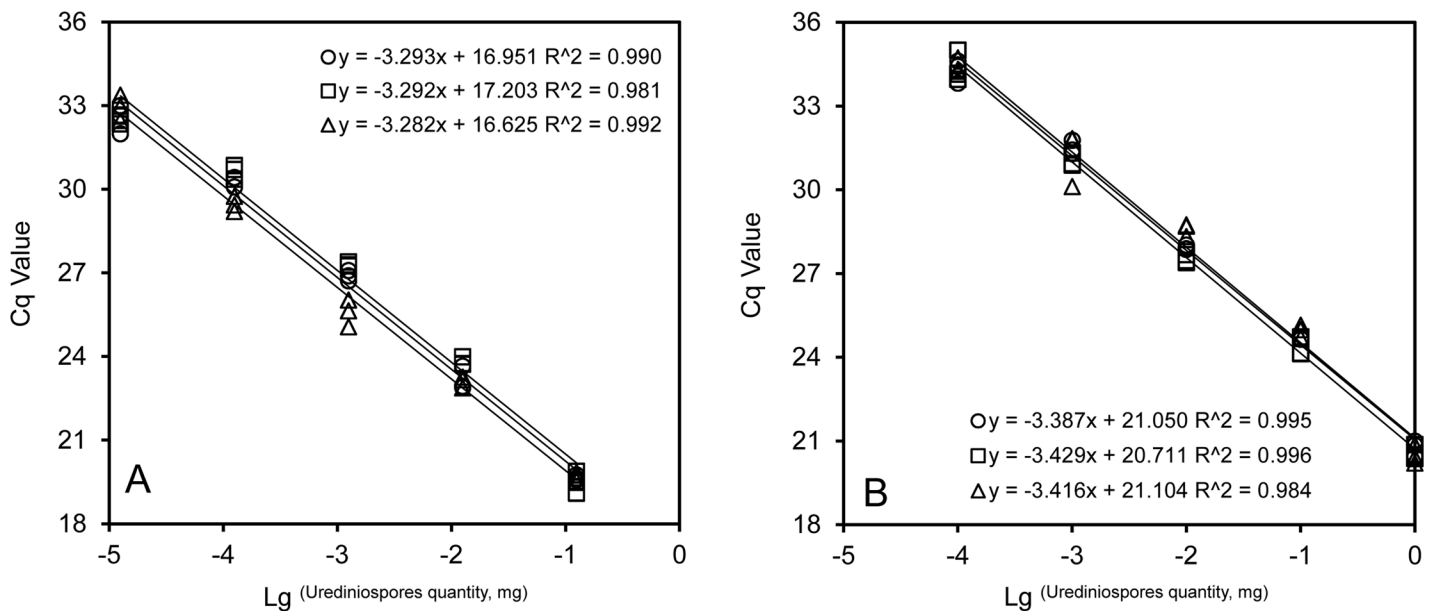 36
33
30
27
24
21
18
Cq Value
y = -3.293x + 16.951 R^2 = 0.990
y = -3.292x + 17.203 R^2 = 0.981
y = -3.282x + 16.625 R^2 = 0.992
A
-5 -4 -3 -2 -1 0
Lg (Urediniospores quantity, mg)
36
33
30
27
24
21
18
Cq Value
y = -3.387x + 21.050 R^2 = 0.995
y = -3.429x + 20.711 R^2 = 0.996
y = -3.416x + 21.104 R^2 = 0.984
B
-5 -4 -3 -2 -1 0
Lg (Urediniospores quantity, mg)